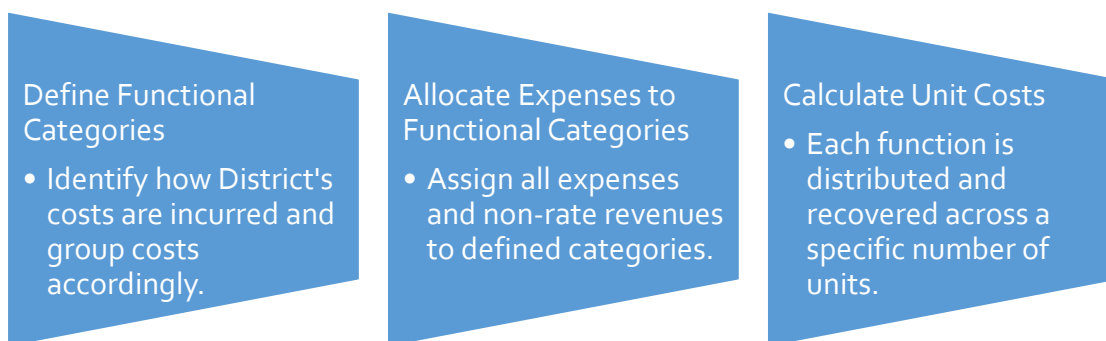 Define Functional
Categories
• Identify how District's
costs are incurred and
group costs
accordingly.
Allocate Expenses to
Functional Categories
• Assign all expenses
and non-rate revenues
to defined categories.
Calculate Unit Costs
• Each function is
distributed and
recovered across a
specific number of
units.